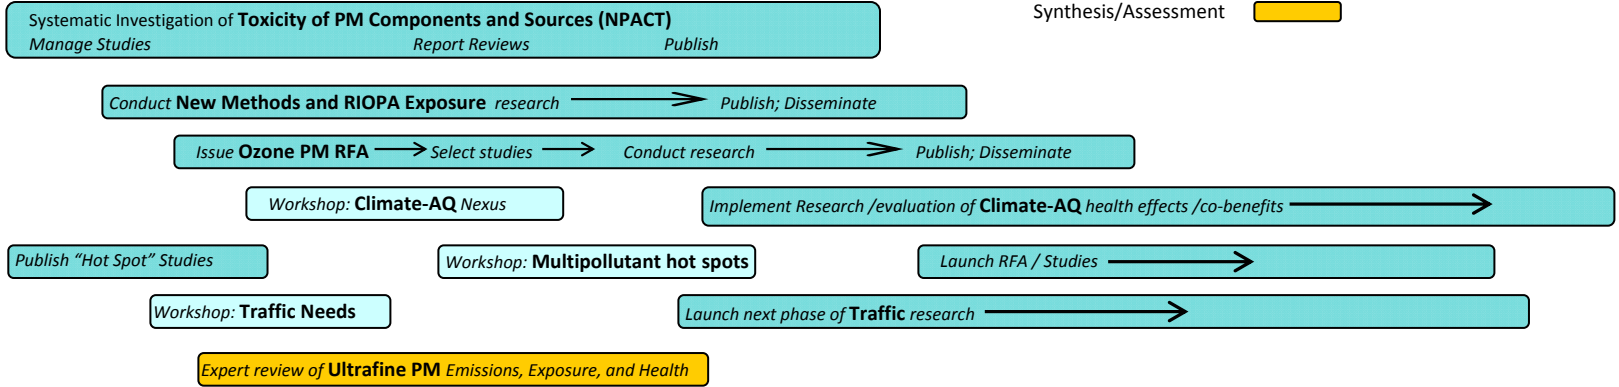 Systematic Investigation of Toxicity of PM Components and Sources (NPACT)
Synthesis/Assessment
Manage Studies Report Reviews Publish
Conduct New Methods and RIOPA Exposure research Publish; Disseminate
Issue Ozone PM RFA Select studies Conduct research Publish; Disseminate
Workshop: Climate-AQ Nexus
Implement Research /evaluation of Climate-AQ health effects /co-benefits
Publish “Hot Spot” Studies
Workshop: Multipollutant hot spots
Launch RFA / Studies
Workshop: Traffic Needs
Launch next phase of Traffic research
Expert review of Ultrafine PM Emissions, Exposure, and Health